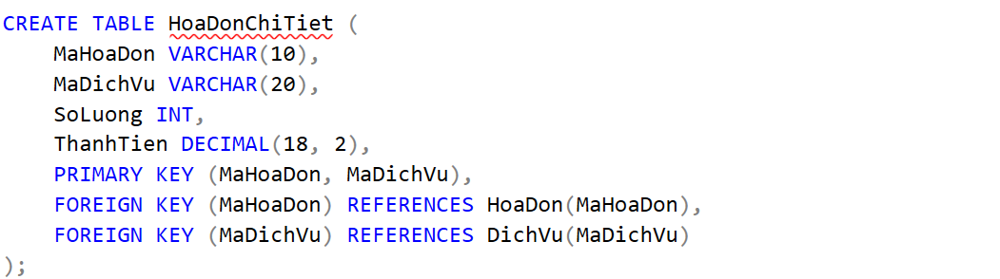 CREATE TABLE HoaDonChiTiet (
    MaHoaDon VARCHAR(10),
    MaDichVu VARCHAR(20),
    SoLuong INT,
    ThanhTien DECIMAL(18, 2),
    PRIMARY KEY (MaHoaDon, MaDichVu),
    FOREIGN KEY (MaHoaDon) REFERENCES HoaDon(MaHoaDon),
    FOREIGN KEY (MaDichVu) REFERENCES DichVu(MaDichVu)
);